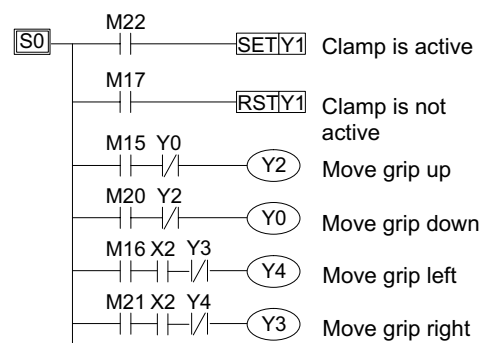 M22
S0 SET Y1 Clamp is active
M17
RST Y1 Clamp is not
active
M15 Y0
Y2 Move grip up
M20 Y2
Y0 Move grip down
M16 X2 Y3
Y4 Move grip left
M21 X2 Y4
Y3 Move grip right